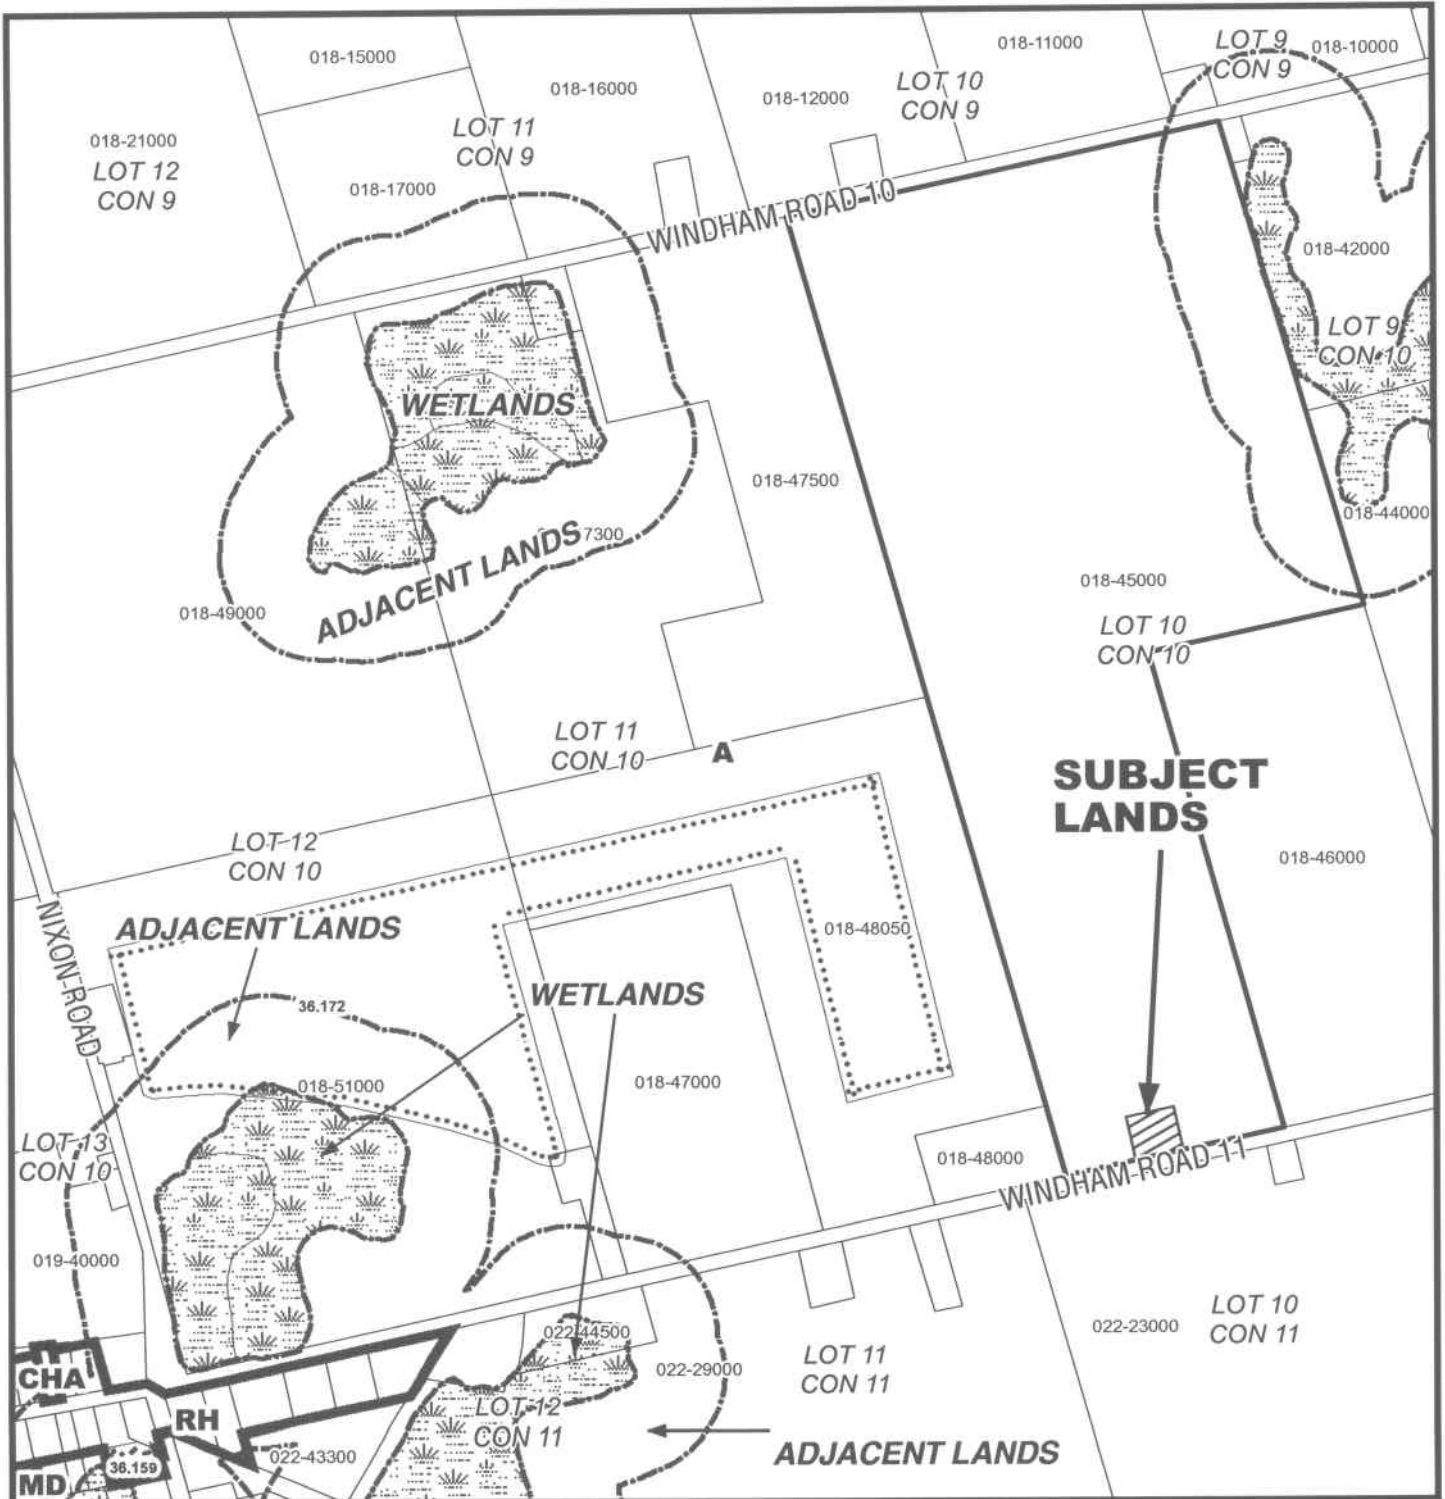 018-15000
018-16000
018-11000
LOT 9
CON 9
018-10000
018-12000
LOT 10
CON 9
018-21000
LOT 12
CON 9
LOT 11
CON 9
018-17000
WINDHAM ROAD 10
018-42000
LOT 9
CON 10
WETLANDS
018-47500
018-44000
7300
ADJACENT LANDS
018-49000
018-45000
LOT 10
CON 10
LOT 11
CON 10
A
SUBJECT
LANDS
LOT 12
CON 10
018-46000
NIXON ROAD
ADJACENT LANDS
018-48050
WETLANDS
36.172
018-51000
018-47000
LOT 13
CON 10
018-48000
WINDHAM ROAD 11
019-40000
022-44500
022-29000
LOT 11
CON 11
022-23000
LOT 10
CON 11
CHA
RH
LOT 12
CON 11
022-43300
ADJACENT LANDS
36.159
MD